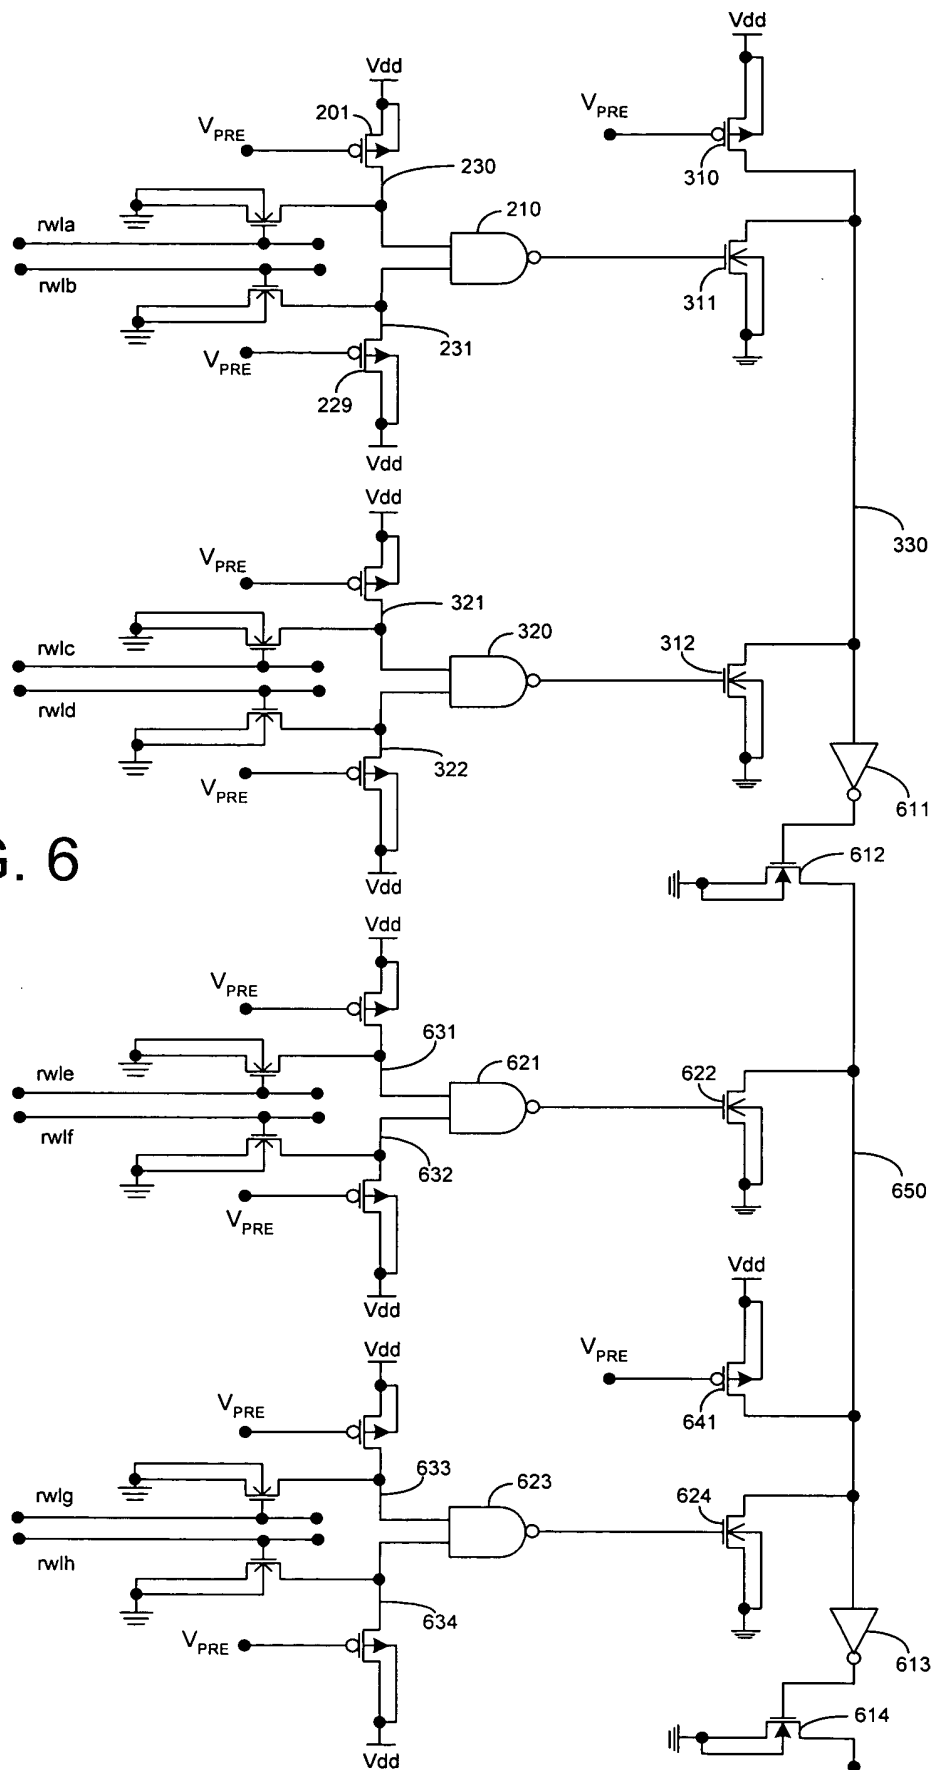 Vdd
Vdd
V_PRE
201
V_PRE
310
230
rwla
210
rwlb
311
231
V_PRE
229
Vdd
Vdd
330
V_PRE
321
320
312
rwlc
rwld
322
V_PRE
611
G. 6
612
Vdd
Vdd
V_PRE
631
621
622
rwle
rwlf
632
650
V_PRE
Vdd
Vdd
Vdd
V_PRE
V_PRE
641
633
623
624
rwlg
rwlh
634
V_PRE
613
614
Vdd